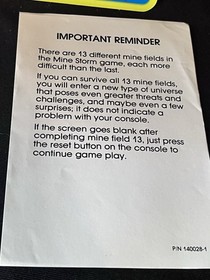 IMPORTANT REMINDER
There are 13 different mine fields in
the Mine Storm game, each more
difficult than the last.
If you can survive all 13 mine fields,
you will enter a new type of universe
that poses even greater threats and
challenges, and maybe even a few
surprises; it does not indicate a
problem with your console.
If the screen goes blank after
completing mine field 13, just press
the reset button on the console to
continue game play.
P/N 140028-1